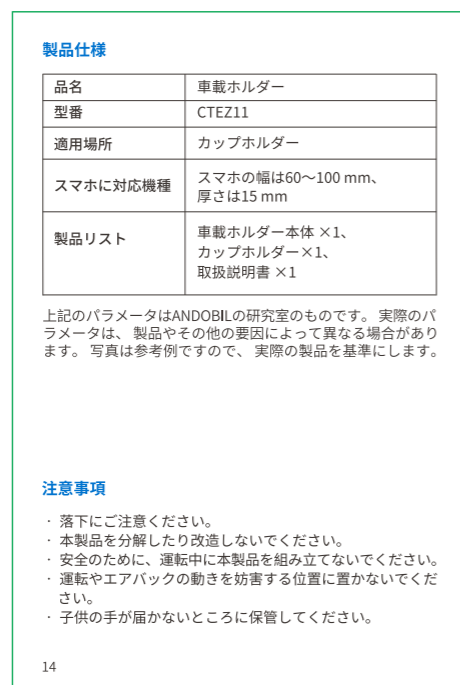 製品仕様
品名 車載ホルダー
型番 CTEZ11
適用場所 カップホルダー
スマホに対応機種 スマホの幅は60〜100 mm、
厚さは15 mm
製品リスト 車載ホルダー本体 ×1、
カップホルダー×1、
取扱説明書 ×1
上記のパラメータはANDOBILの研究室のものです。 実際のパ
ラメータは、 製品やその他の要因によって異なる場合があり
ます。 写真は参考例ですので、 実際の製品を基準にします。
注意事項
· 落下にご注意ください。
· 本製品を分解したり改造しないでください。
· 安全のために、運転中に本製品を組み立てないでください。
· 運転やエアバックの動きを妨害する位置に置かないでくだ
さい。
· 子供の手が届かないところに保管してください。
14